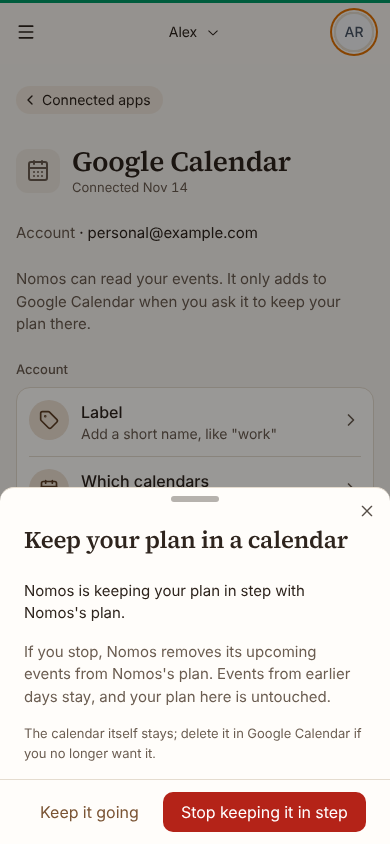 Alex
AR
Connected apps
Google Calendar
Connected Nov 14
Account · personal@example.com
Nomos can read your events. It only adds to
Google Calendar when you ask it to keep your
plan there.
Account
Label
Add a short name, like "work"
Which calendars
Keep your plan in a calendar
Nomos is keeping your plan in step with
Nomos's plan.
If you stop, Nomos removes its upcoming
events from Nomos's plan. Events from earlier
days stay, and your plan here is untouched.
The calendar itself stays; delete it in Google Calendar if
you no longer want it.
Keep it going
Stop keeping it in step